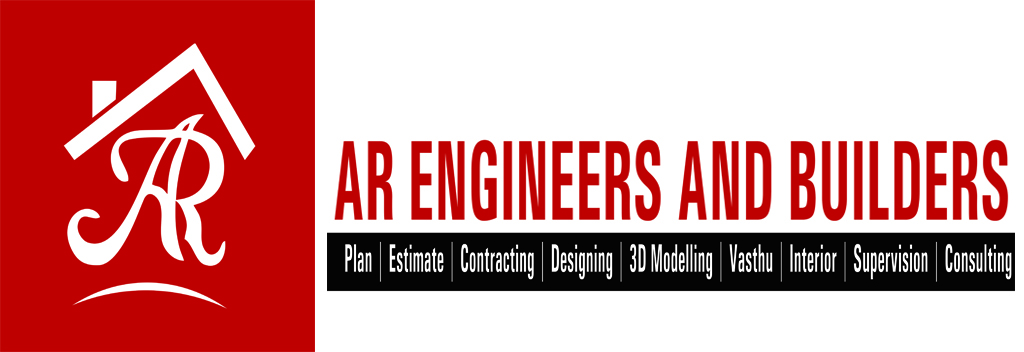 AR
AR ENGINEERS AND BUILDERS
Plan | Estimate | Contracting | Designing | 3D Modelling | Vasthu | Interior | Supervision | Consulting